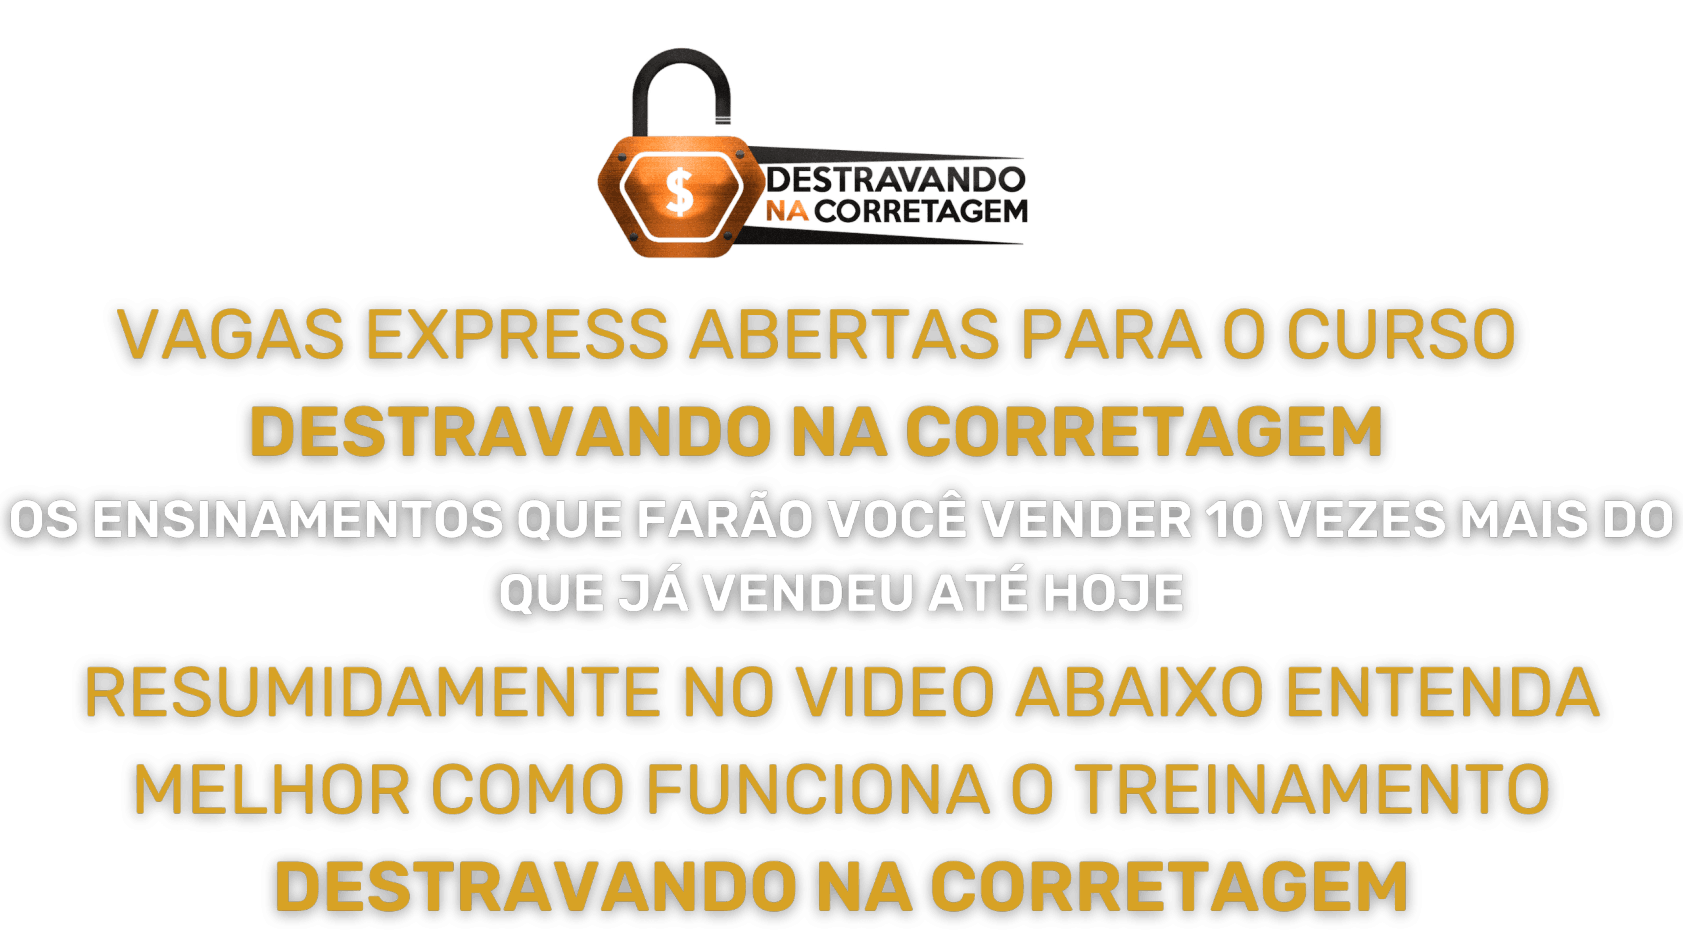 $
DESTRAVANDO
NA CORRETAGEM
VAGAS EXPRESS ABERTAS PARA O CURSO
DESTRAVANDO NA CORRETAGEM
OS ENSINAMENTOS QUE FARÃO VOCÊ VENDER 10 VEZES MAIS DO
QUE JÁ VENDEU ATÉ HOJE
RESUMIDAMENTE NO VIDEO ABAIXO ENTENDA
MELHOR COMO FUNCIONA O TREINAMENTO
DESTRAVANDO NA CORRETAGEM